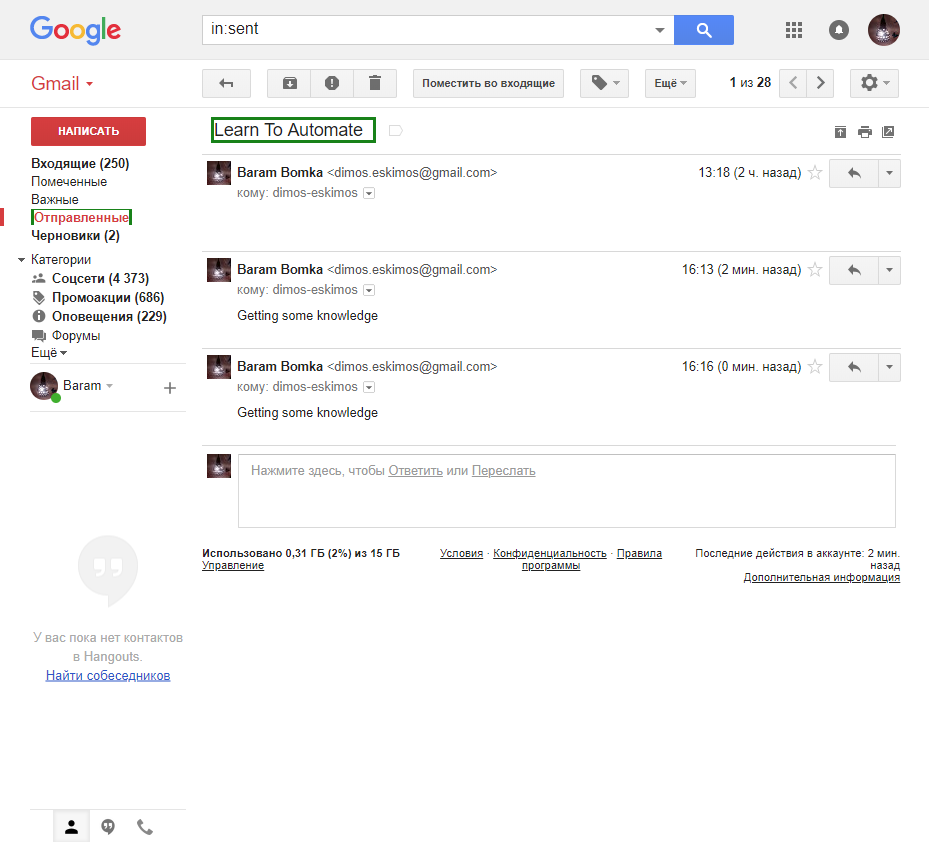 Google
in:sent
Gmail
Поместить во входящие
Ещё
1 из 28
НАПИСАТЬ
Входящие (250)
Помеченные
Важные
Отправленные
Черновики (2)
Категории
Соцсети (4 373)
Промоакции (686)
Оповещения (229)
Форумы
Ещё
Baram
У вас пока нет контактов
в Hangouts.
Найти собеседников
Learn To Automate
Baram Bomka <dimos.eskimos@gmail.com> 13:18 (2 ч. назад)
кому: dimos-eskimos
Baram Bomka <dimos.eskimos@gmail.com> 16:13 (2 мин. назад)
кому: dimos-eskimos
Getting some knowledge
Baram Bomka <dimos.eskimos@gmail.com> 16:16 (0 мин. назад)
кому: dimos-eskimos
Getting some knowledge
Нажмите здесь, чтобы Ответить или Переслать
Использовано 0,31 ГБ (2%) из 15 ГБ
Управление
Условия · Конфиденциальность · Правила
программы
Последние действия в аккаунте: 2 мин.
назад
Дополнительная информация